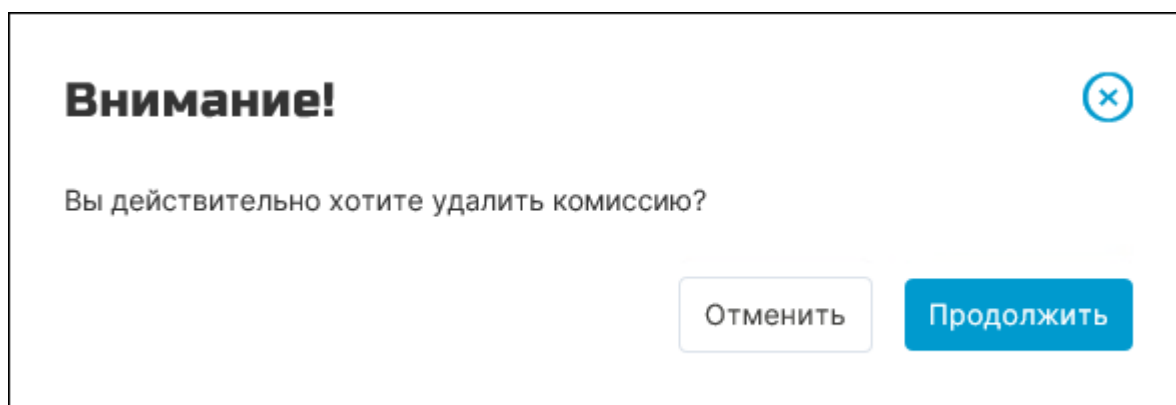 Внимание!
Вы действительно хотите удалить комиссию?
Отменить
Продолжить